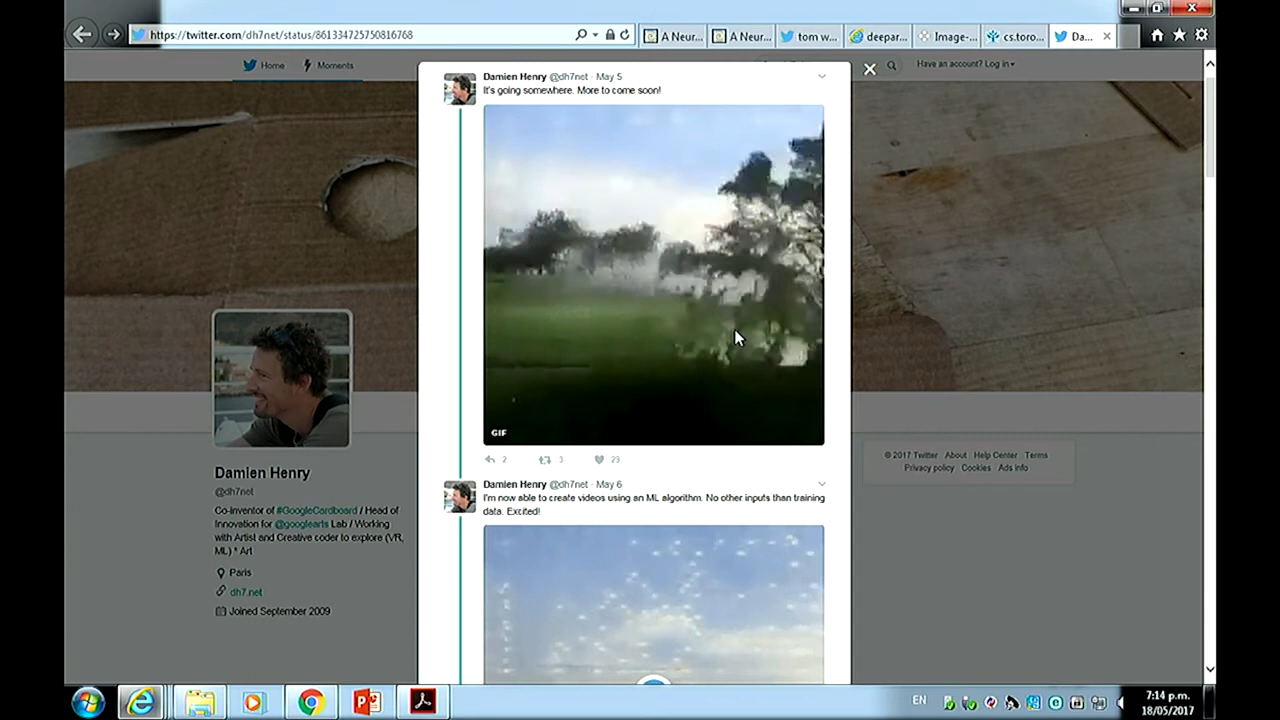 https://twitter.com/dh7net/status/861334725750816768
A Neur...
A Neur...
tom w...
deepar...
Image-...
cs.toro...
Da...
Home
Moments
Have an account? Log in
Damien Henry @dh7net · May 5
It's going somewhere. More to come soon!
GIF
2
3
29
Damien Henry @dh7net · May 6
I'm now able to create videos using an ML algorithm. No other inputs than training
data. Excited!
Damien Henry
@dh7net
Co-inventor of #GoogleCardboard / Head of
Innovation for @googlearts Lab / Working
with Artist and Creative coder to explore (VR,
ML) * Art
Paris
dh7.net
Joined September 2009
© 2017 Twitter About Help Center Terms
Privacy policy Cookies Ads info
EN
7:14 p.m.
18/05/2017